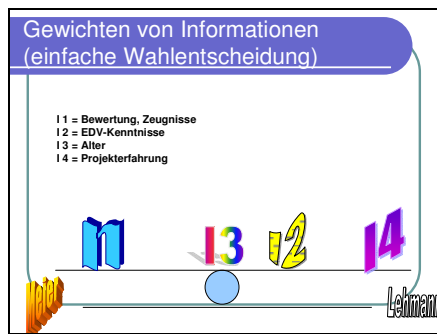 Gewichten von Informationen
(einfache Wahlentscheidung)
I 1 = Bewertung, Zeugnisse
I 2 = EDV-Kenntnisse
I 3 = Alter
I 4 = Projekterfahrung
I1 I3 I2 I4
Meier Lehmann